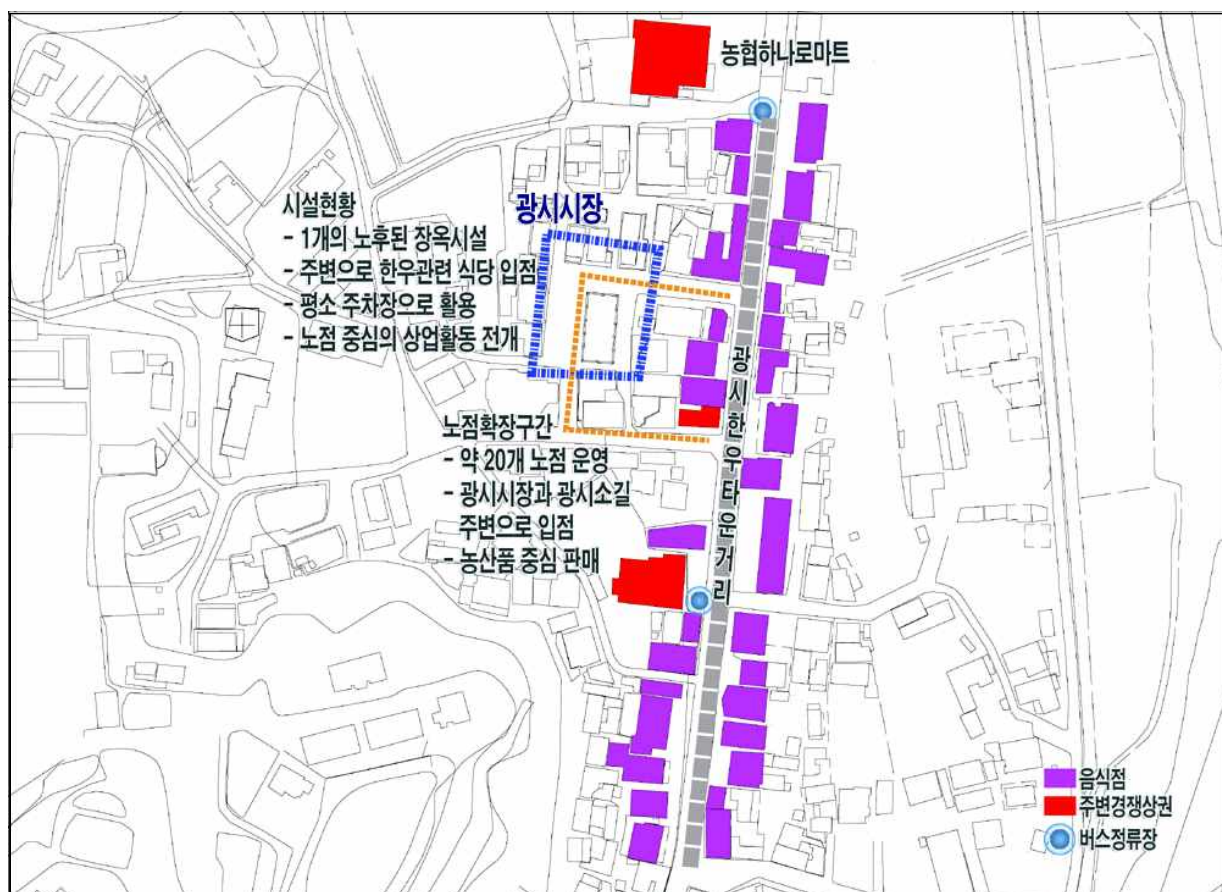 농협하나로마트
광시시장
시설현황
- 1개의 노후된 장옥시설
- 주변으로 한우관련 식당 입점
- 평소 주차장으로 활용
- 노점 중심의 상업활동 전개
광시한우타운거리
노점확장구간
- 약 20개 노점 운영
- 광시시장과 광시소길
주변으로 입점
- 농산품 중심 판매
음식점
주변경쟁상권
버스정류장